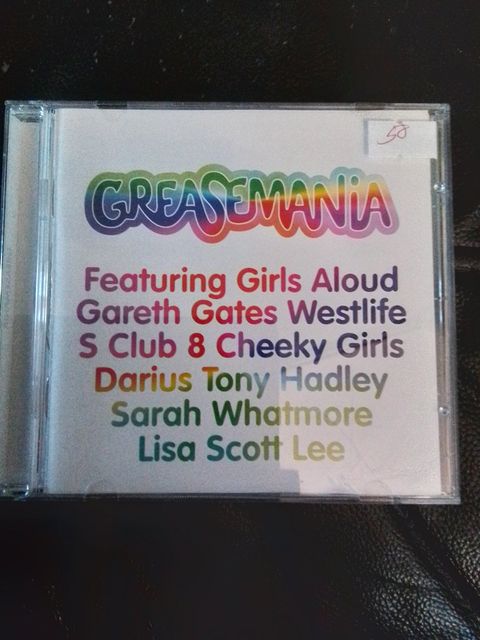 50
GREASEMANiA
Featuring Girls Aloud
Gareth Gates Westlife
S Club 8 Cheeky Girls
Darius Tony Hadley
Sarah Whatmore
Lisa Scott Lee